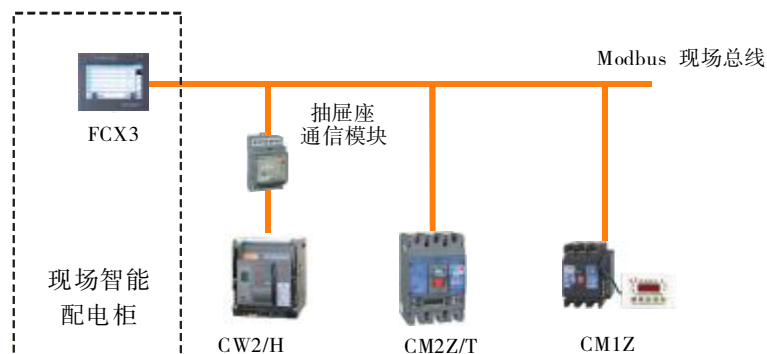 Modbus 现场总线
FCX3
抽屉座
通信模块
现场智能
配电柜
CW2/H
CM2Z/T
CM1Z